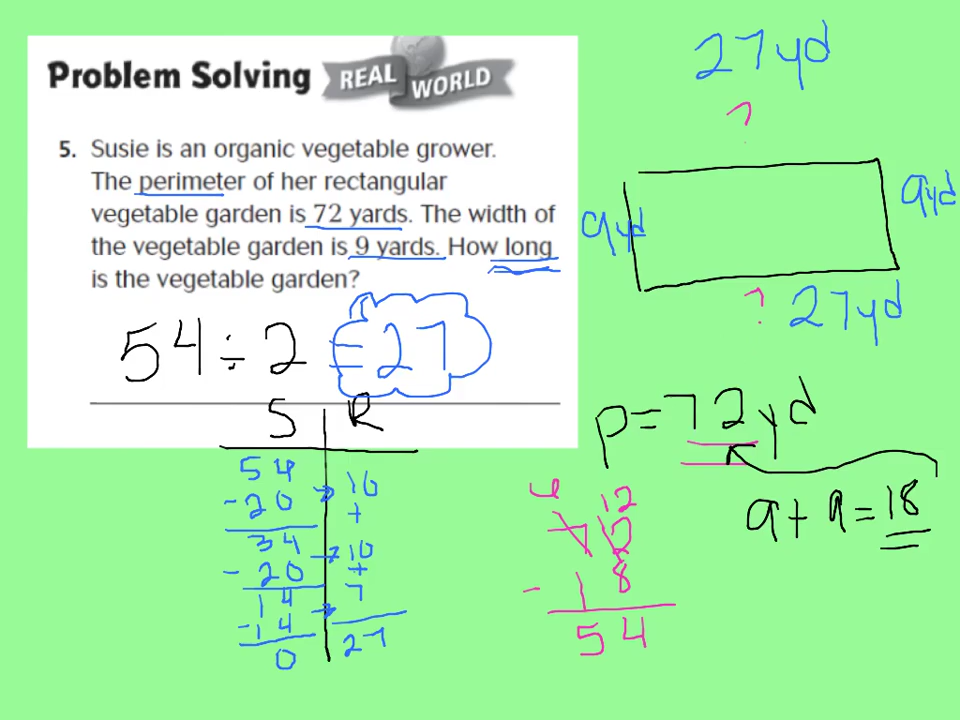 Problem Solving REAL WORLD
5. Susie is an organic vegetable grower.
The perimeter of her rectangular
vegetable garden is 72 yards. The width of
the vegetable garden is 9 yards. How long
is the vegetable garden?
54 ÷ 2 = 27
S R
54
- 20 → 10
+
34 → 10
- 20 +
14 → 7
- 14
0 27
27yd
?
9yd
9yd
? 27yd
p=72yd
9+9=18
6 12
72
- 18
54